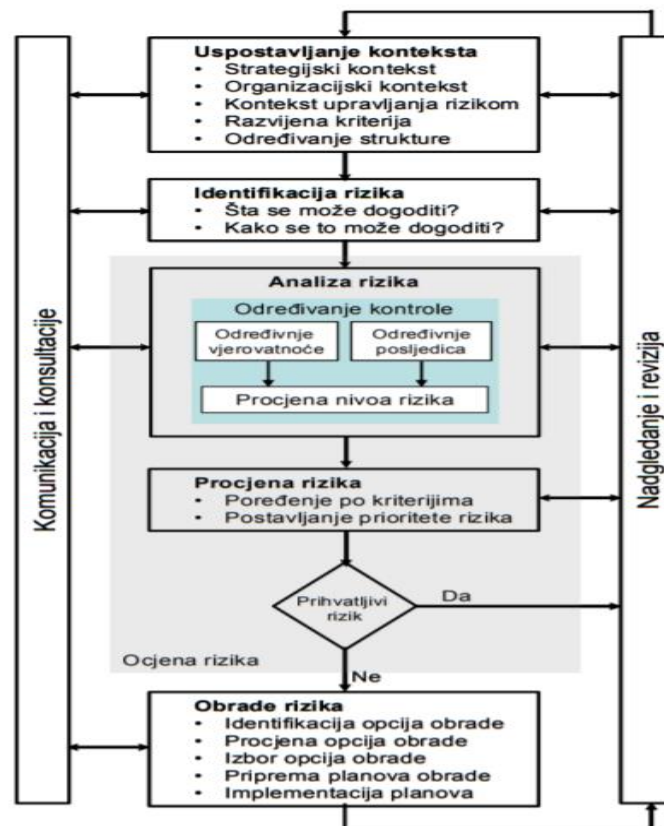 Uspostavljanje konteksta
• Strategijski kontekst
• Organizacijski kontekst
• Kontekst upravljanja rizikom
• Razvijena kriterija
• Određivanje strukture
Identifikacija rizika
• Šta se može dogoditi?
• Kako se to može dogoditi?
Analiza rizika
Određivanje kontrole
Određivnje
vjerovatnoće
Određivnje
posljedica
Procjena nivoa rizika
Procjena rizika
• Poređenje po kriterijima
• Postavljanje prioritete rizika
Prihvatljivi
rizik
Da
Ocjena rizika
Ne
Obrade rizika
• Identifikacija opcija obrade
• Procjena opcija obrade
• Izbor opcija obrade
• Priprema planova obrade
• Implementacija planova
Komunikacija i konsultacije
Nadgledanje i revizija